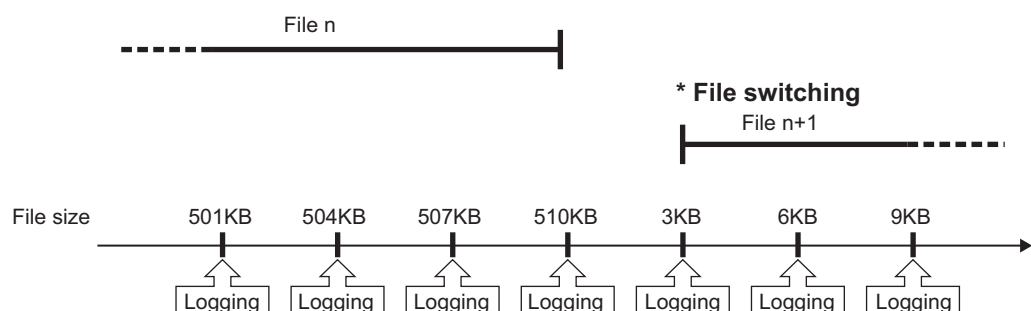 File n
* File switching
File n+1
File size 501KB 504KB 507KB 510KB 3KB 6KB 9KB
Logging Logging Logging Logging Logging Logging Logging